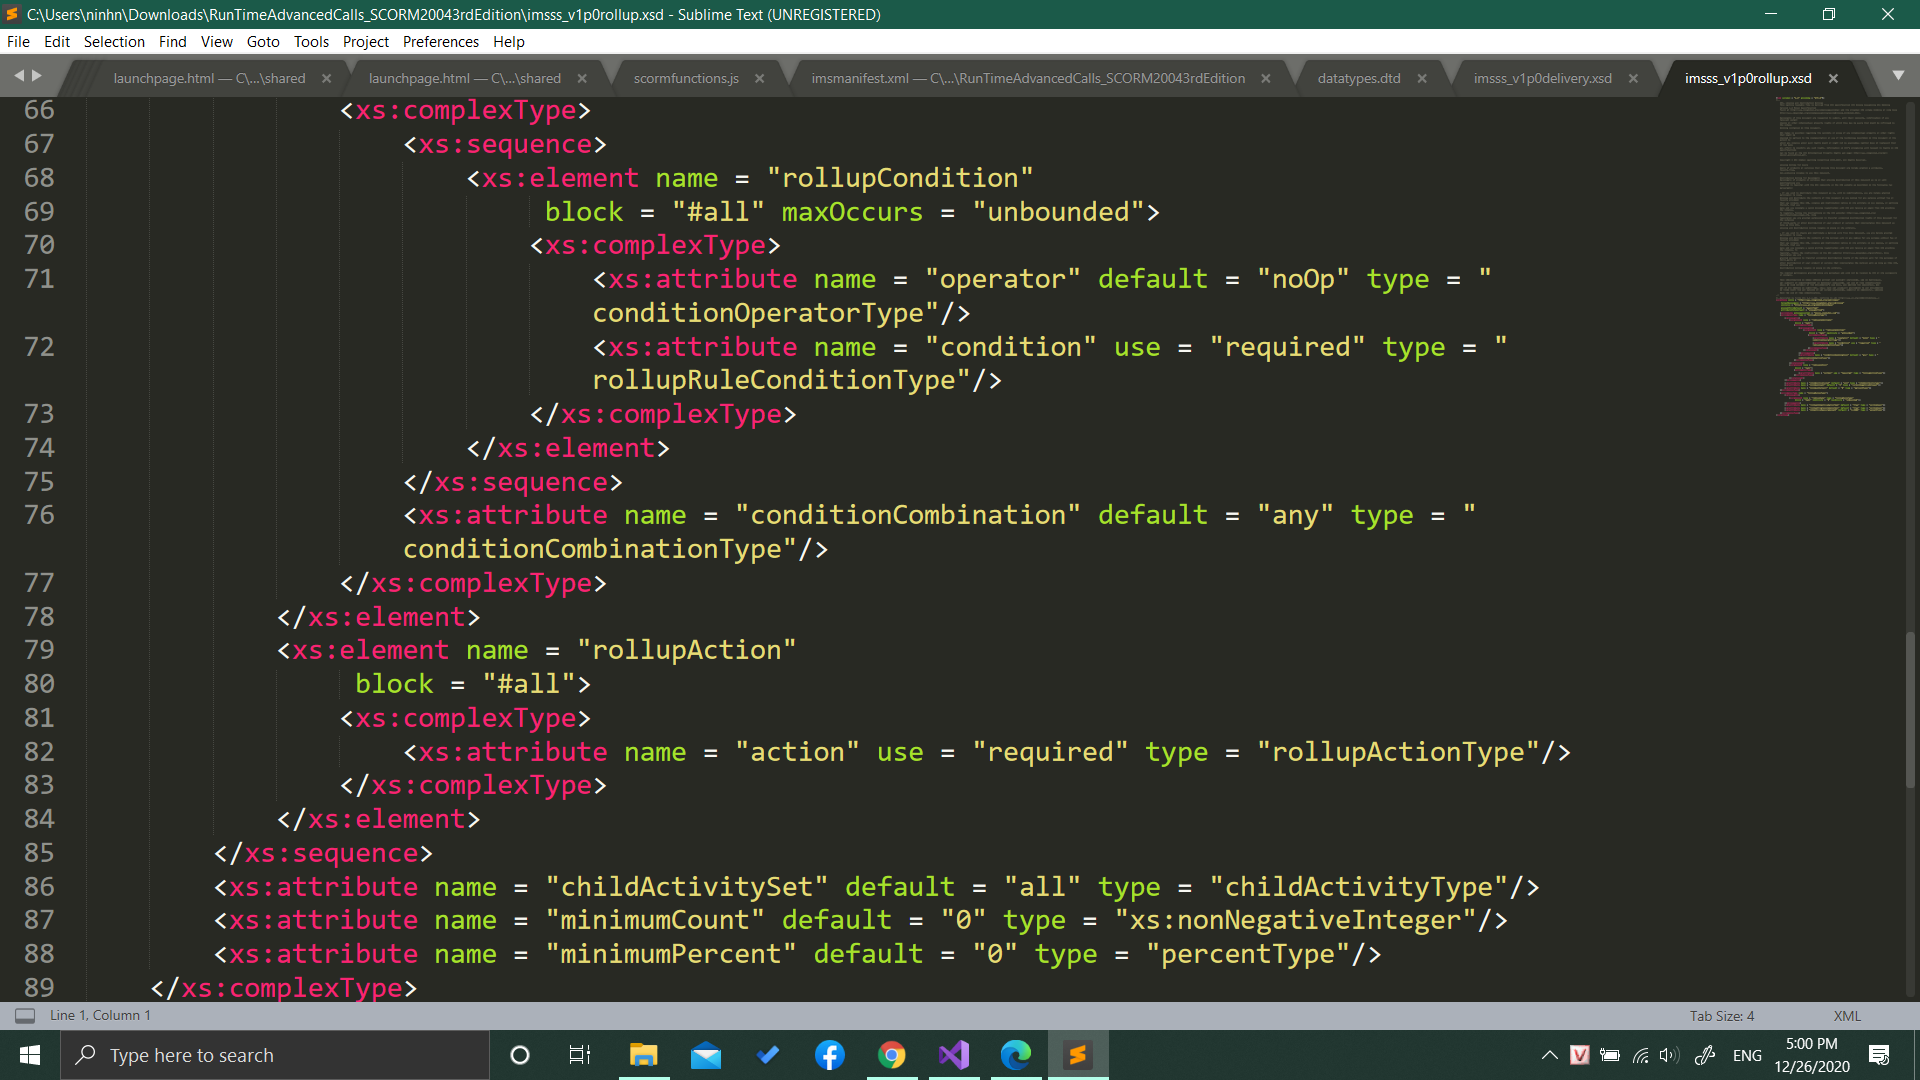 C:\Users\ninhn\Downloads\RunTimeAdvancedCalls_SCORM20043rdEdition\imsss_v1p0rollup.xsd - Sublime Text (UNREGISTERED)
File Edit Selection Find View Goto Tools Project Preferences Help
launchpage.html — C\...\shared × launchpage.html — C\...\shared × scormfunctions.js × imsmanifest.xml — C\...\RunTimeAdvancedCalls_SCORM20043rdEdition × datatypes.dtd × imsss_v1p0delivery.xsd × imsss_v1p0rollup.xsd ×
66 <xs:complexType>
67 <xs:sequence>
68 <xs:element name = "rollupCondition"
69 block = "#all" maxOccurs = "unbounded">
70 <xs:complexType>
71 <xs:attribute name = "operator" default = "noOp" type = "
conditionOperatorType"/>
72 <xs:attribute name = "condition" use = "required" type = "
rollupRuleConditionType"/>
73 </xs:complexType>
74 </xs:element>
75 </xs:sequence>
76 <xs:attribute name = "conditionCombination" default = "any" type = "
conditionCombinationType"/>
77 </xs:complexType>
78 </xs:element>
79 <xs:element name = "rollupAction"
80 block = "#all">
81 <xs:complexType>
82 <xs:attribute name = "action" use = "required" type = "rollupActionType"/>
83 </xs:complexType>
84 </xs:element>
85 </xs:sequence>
86 <xs:attribute name = "childActivitySet" default = "all" type = "childActivityType"/>
87 <xs:attribute name = "minimumCount" default = "0" type = "xs:nonNegativeInteger"/>
88 <xs:attribute name = "minimumPercent" default = "0" type = "percentType"/>
89 </xs:complexType>
Line 1, Column 1 Tab Size: 4 XML
Type here to search
ENG
5:00 PM
12/26/2020